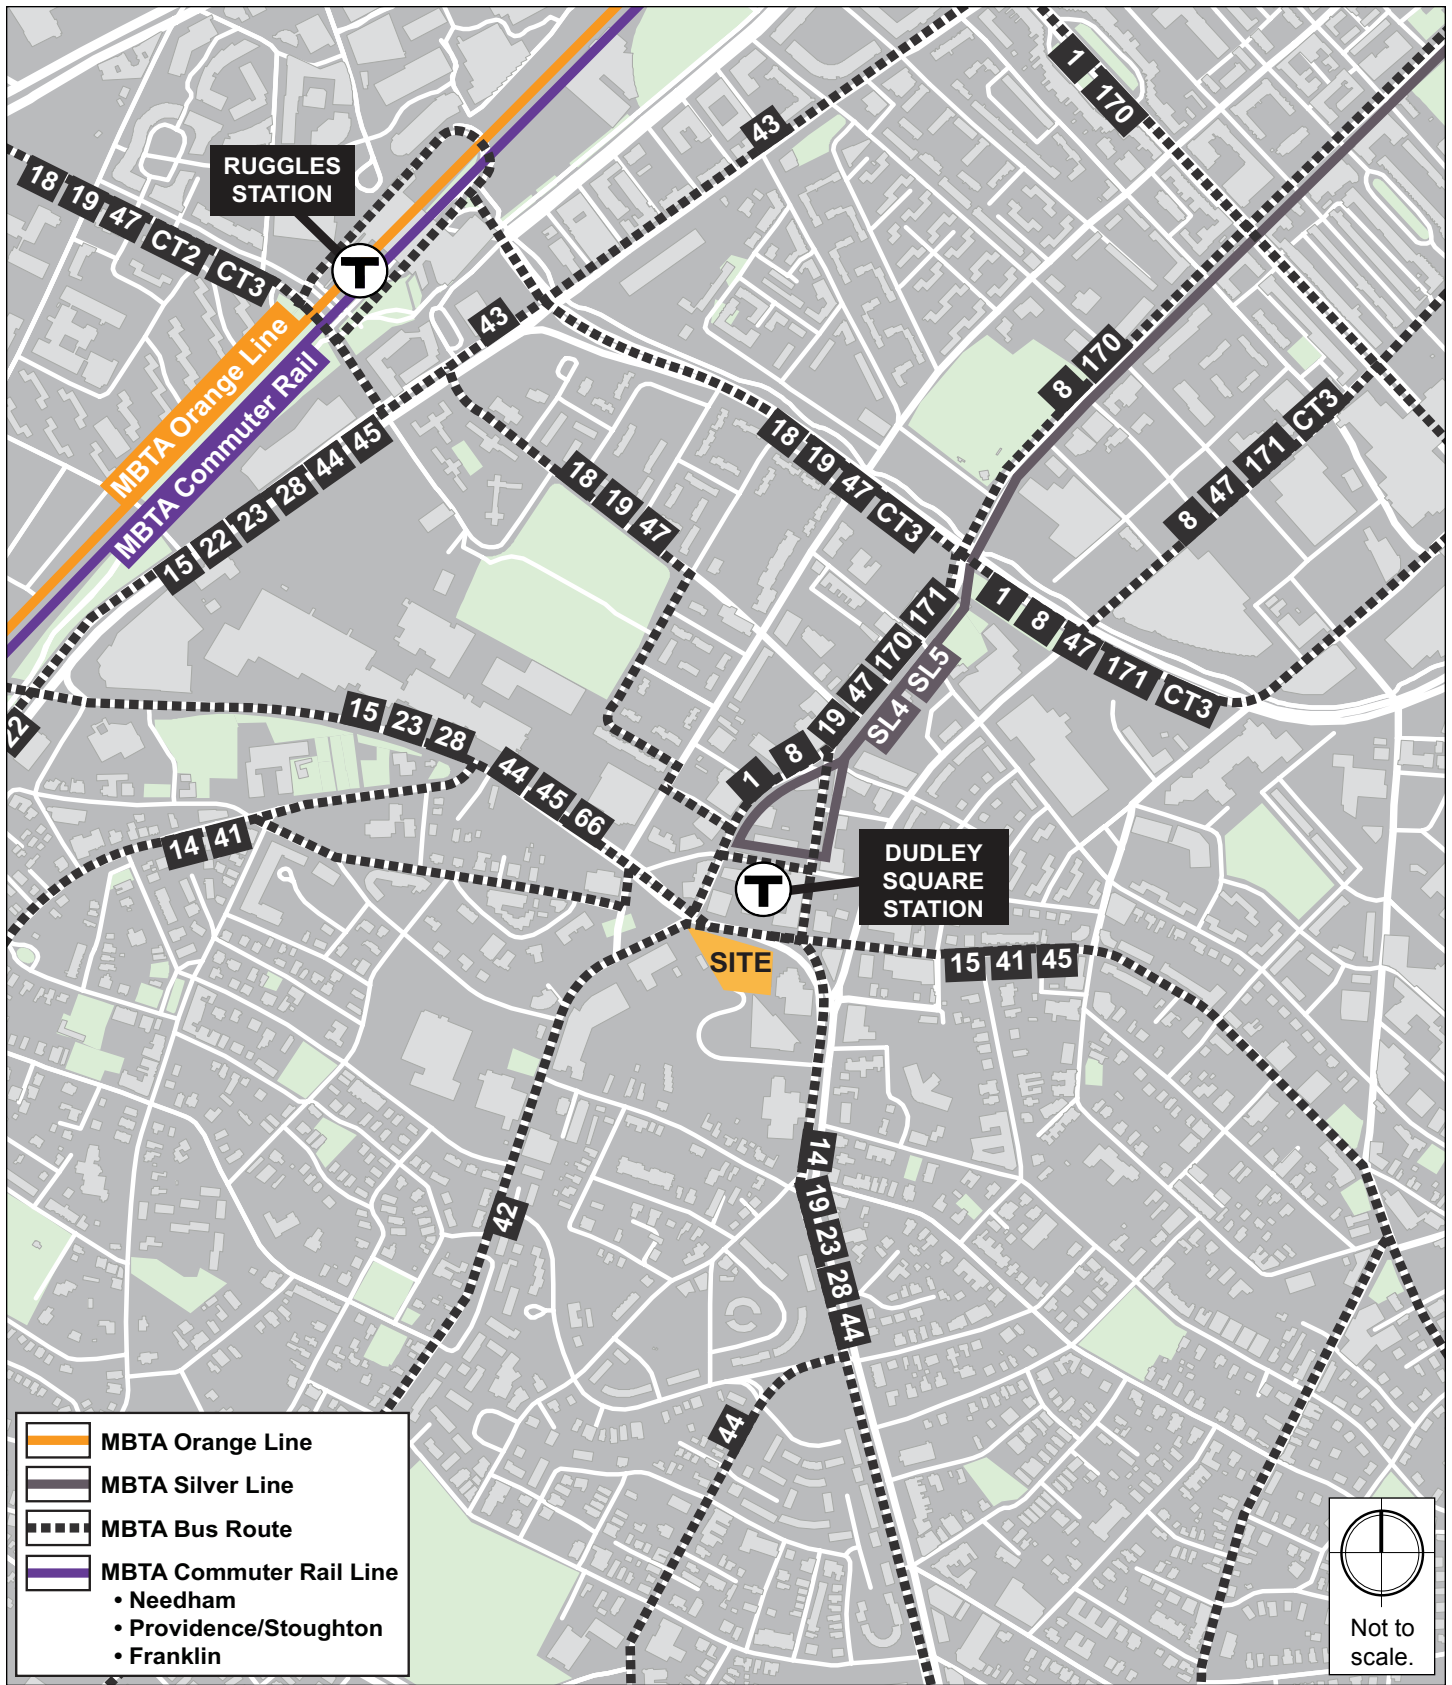 1 170
43
RUGGLES
STATION
18 19 47 CT2 CT3
T
43
MBTA Orange Line
MBTA Commuter Rail
8 170
18 19 47 CT3
8 47 171 CT3
15 22 23 28 44 45
18 19 47
1 8 19 47 170 171
1 8 47 171 CT3
SL4 SL5
22
15 23 28
44 45 66
14 41
DUDLEY
SQUARE
STATION
T
SITE
15 41 45
14 19 23 28 44
42
44
MBTA Orange Line
MBTA Silver Line
MBTA Bus Route
MBTA Commuter Rail Line
• Needham
• Providence/Stoughton
• Franklin
Not to
scale.